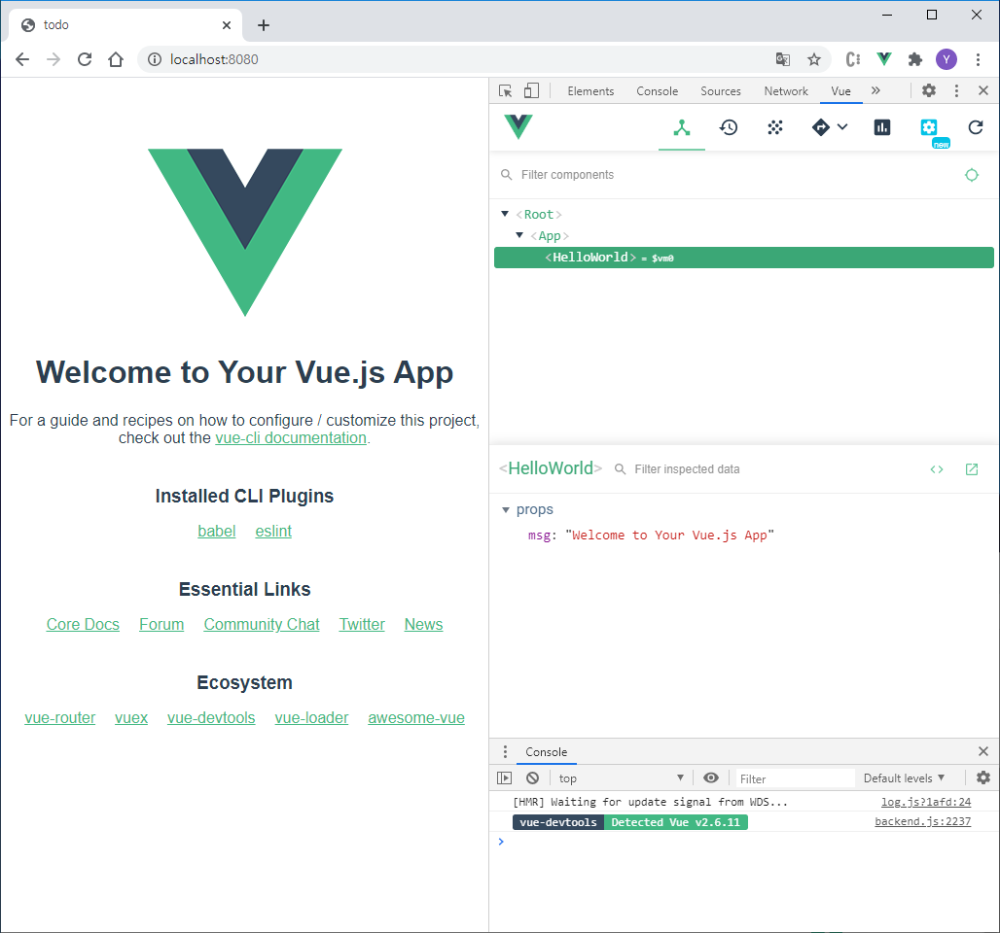 todo
localhost:8080
Y
Welcome to Your Vue.js App
For a guide and recipes on how to configure / customize this project,
check out the vue-cli documentation.
Installed CLI Plugins
babel eslint
Essential Links
Core Docs Forum Community Chat Twitter News
Ecosystem
vue-router vuex vue-devtools vue-loader awesome-vue
Elements Console Sources Network Vue »
new
Filter components
<Root>
<App>
<HelloWorld> = $vm0
<HelloWorld> Filter inspected data
props
msg: "Welcome to Your Vue.js App"
Console
top Filter Default levels
[HMR] Waiting for update signal from WDS... log.js?1afd:24
vue-devtools Detected Vue v2.6.11 backend.js:2237